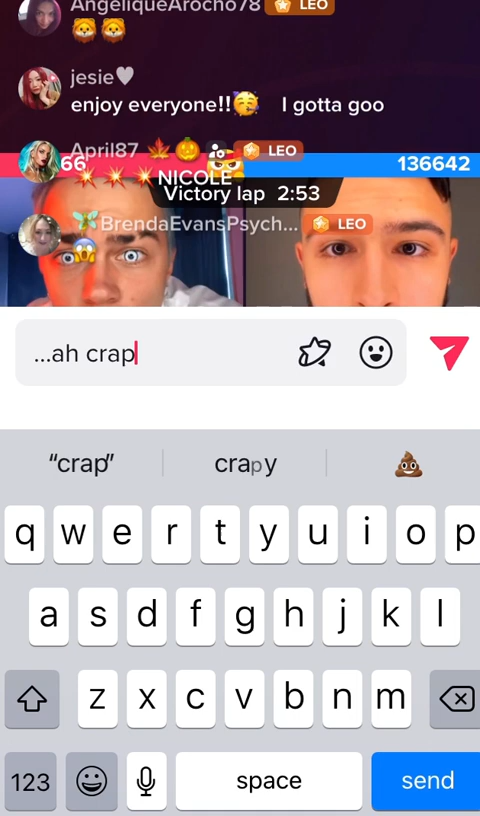 AngeliqueArocho78 LEO
jesie
enjoy everyone!! I gotta goo
April87 LEO
66 136642
NICOLE
Victory lap 2:53
BrendaEvansPsych... LEO
...ah crap
“crap” crapy
q w e r t y u i o p
a s d f g h j k l
z x c v b n m
123 space send